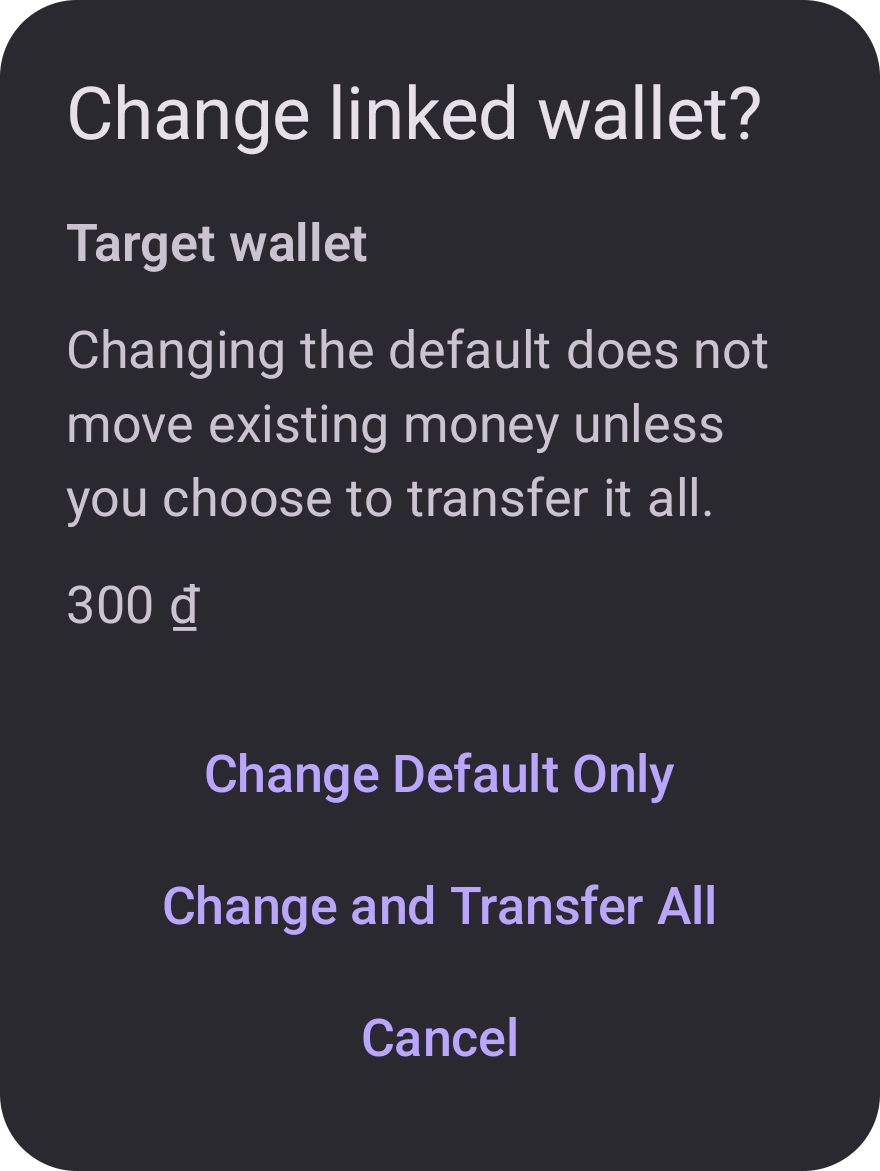 Change linked wallet?
Target wallet
Changing the default does not
move existing money unless
you choose to transfer it all.
300 ₫
Change Default Only
Change and Transfer All
Cancel